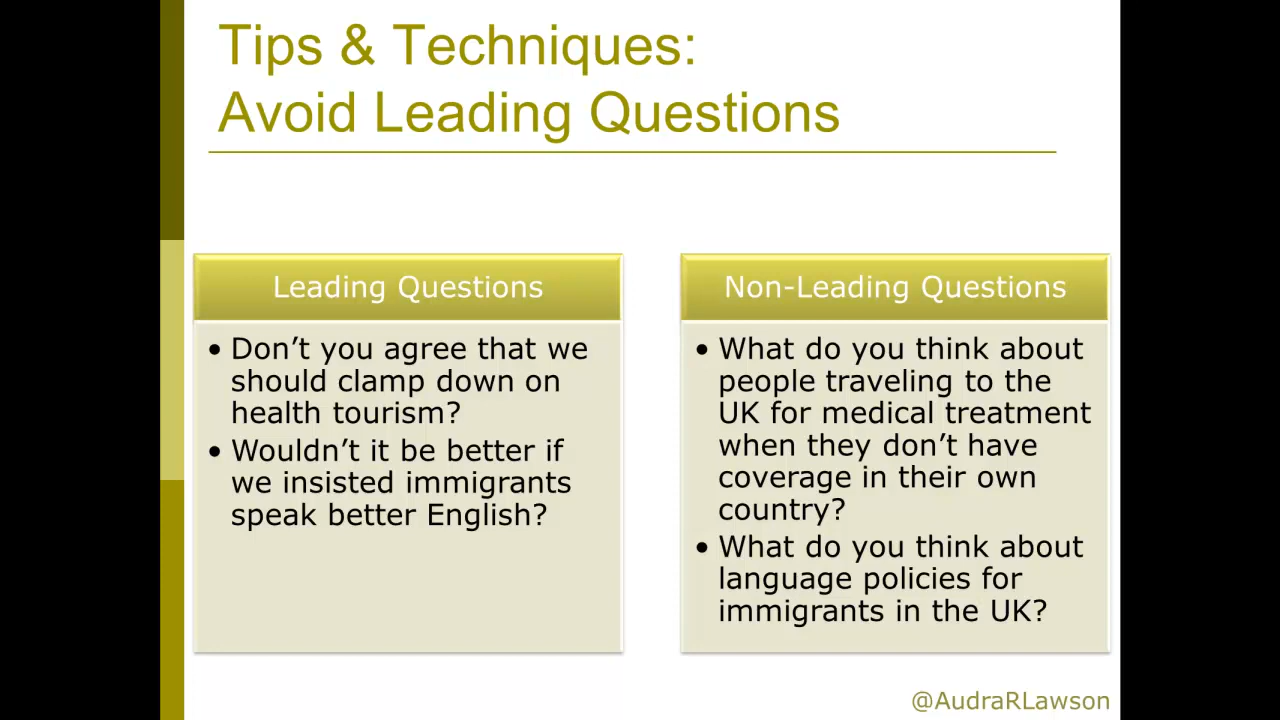 Tips & Techniques:
Avoid Leading Questions
Leading Questions
• Don’t you agree that we
should clamp down on
health tourism?
• Wouldn’t it be better if
we insisted immigrants
speak better English?
Non-Leading Questions
• What do you think about
people traveling to the
UK for medical treatment
when they don’t have
coverage in their own
country?
• What do you think about
language policies for
immigrants in the UK?
@AudraRLawson